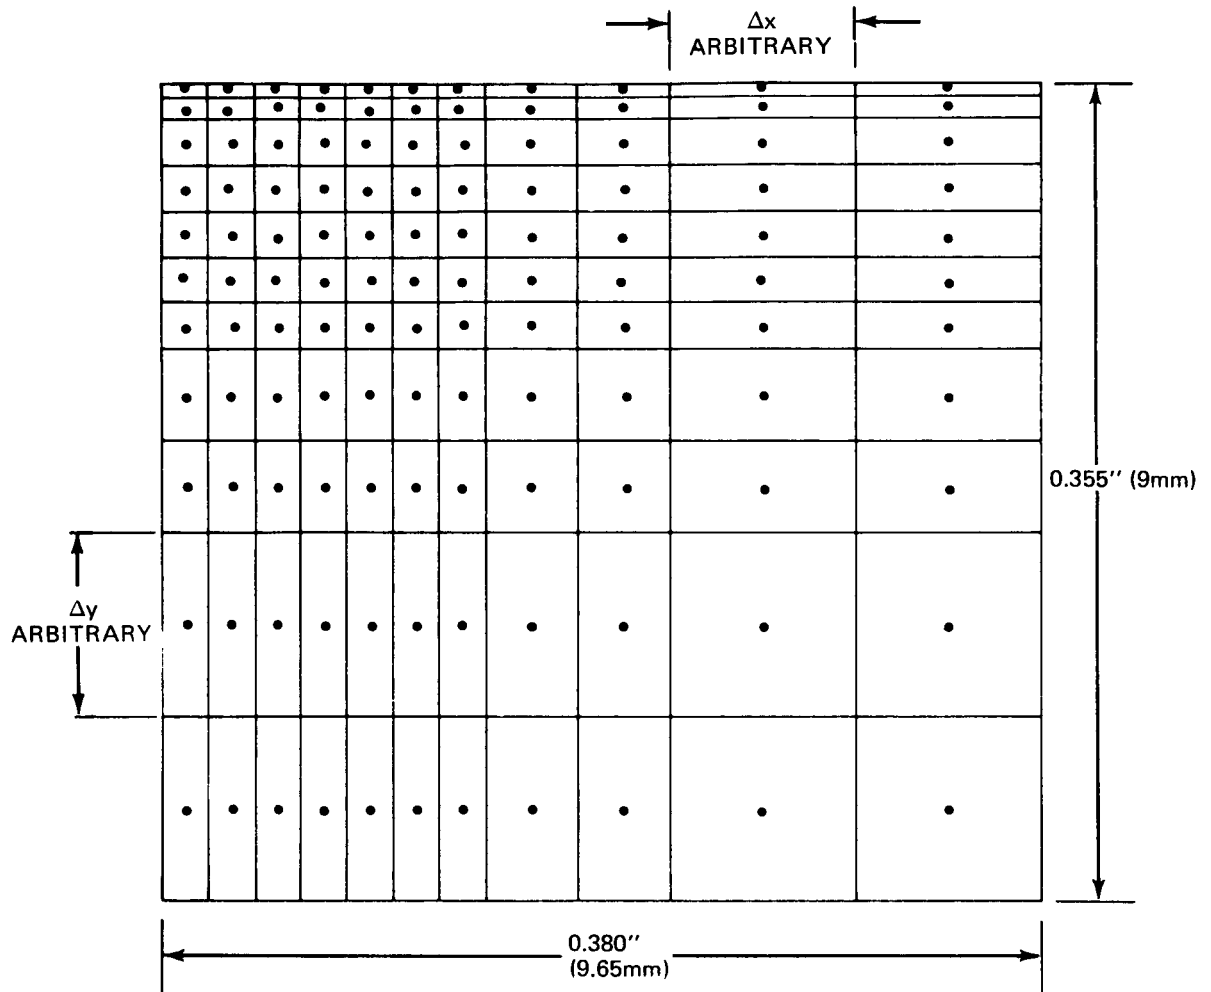 Δx
ARBITRARY
0.355'' (9mm)
Δy
ARBITRARY
0.380''
(9.65mm)